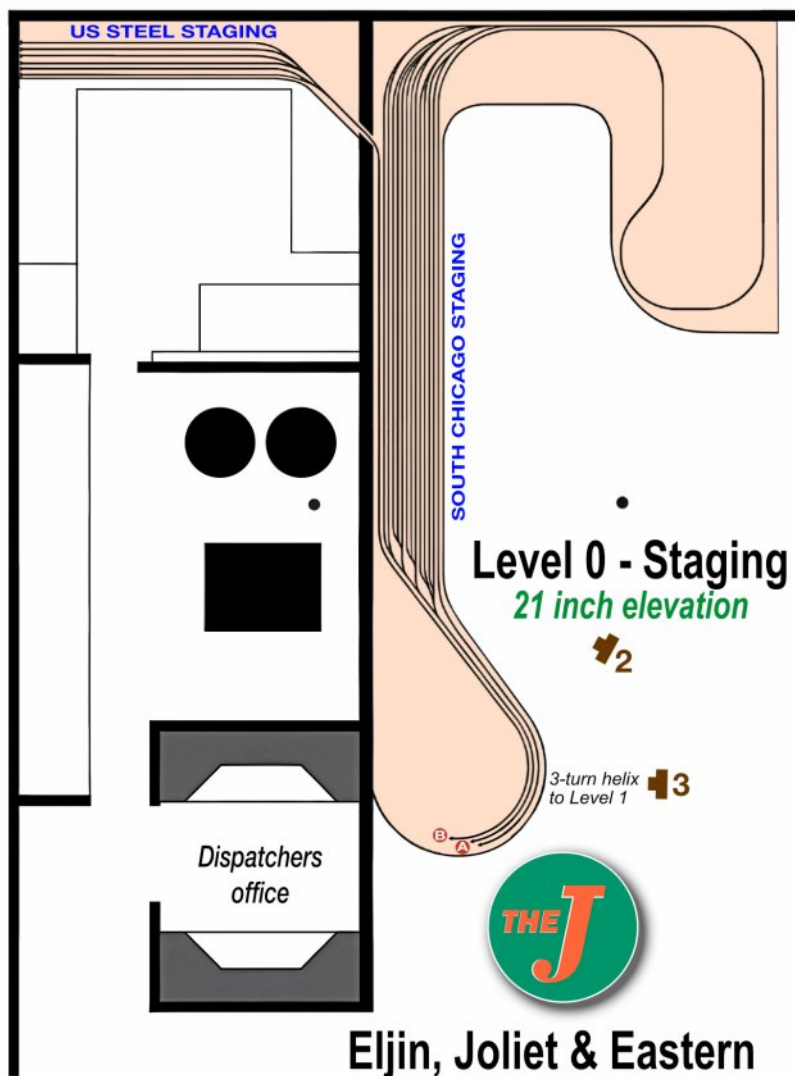 US STEEL STAGING
SOUTH CHICAGO STAGING
Level 0 - Staging
21 inch elevation
2
3-turn helix
to Level 1
3
B
A
Dispatchers
office
THE J
Eljin, Joliet & Eastern